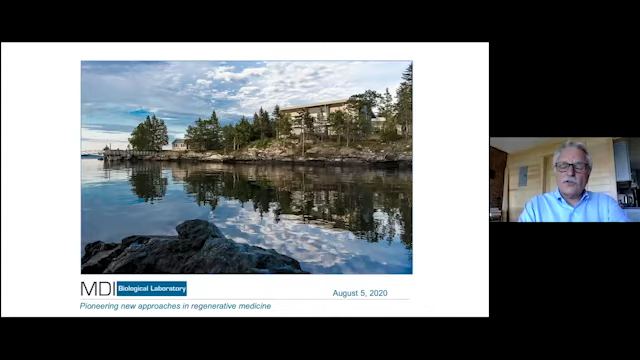 MDI Biological Laboratory
August 5, 2020
Pioneering new approaches in regenerative medicine